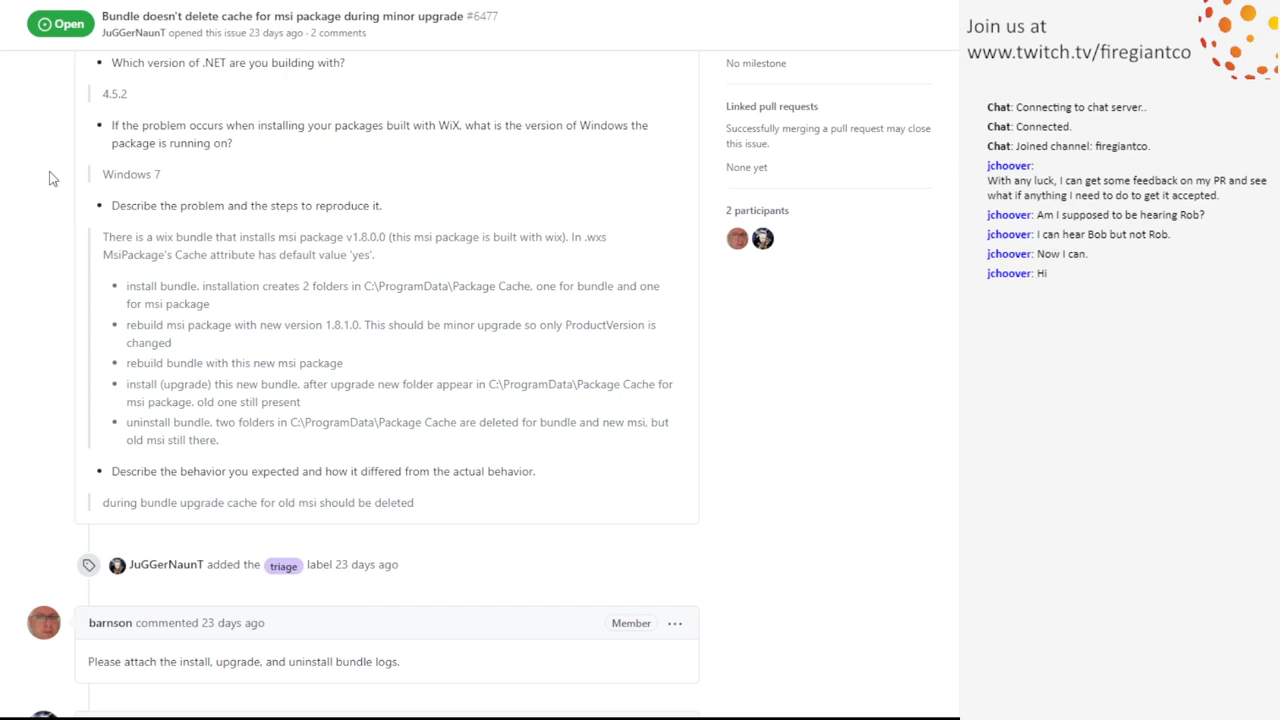 Open
Bundle doesn't delete cache for msi package during minor upgrade #6477
JuGGerNaunT opened this issue 23 days ago · 2 comments
• Which version of .NET are you building with?
4.5.2
• If the problem occurs when installing your packages built with WiX, what is the version of Windows the
package is running on?
Windows 7
• Describe the problem and the steps to reproduce it.
There is a wix bundle that installs msi package v1.8.0.0 (this msi package is built with wix). In .wxs
MsiPackage's Cache attribute has default value 'yes'.
• install bundle. installation creates 2 folders in C:\ProgramData\Package Cache, one for bundle and one
for msi package
• rebuild msi package with new version 1.8.1.0. This should be minor upgrade so only ProductVersion is
changed
• rebuild bundle with this new msi package
• install (upgrade) this new bundle. after upgrade new folder appear in C:\ProgramData\Package Cache for
msi package. old one still present
• uninstall bundle. two folders in C:\ProgramData\Package Cache are deleted for bundle and new msi, but
old msi still there.
• Describe the behavior you expected and how it differed from the actual behavior.
during bundle upgrade cache for old msi should be deleted
JuGGerNaunT added the triage label 23 days ago
barnson commented 23 days ago
Member ···
Please attach the install, upgrade, and uninstall bundle logs.
No milestone
Linked pull requests
Successfully merging a pull request may close
this issue.
None yet
2 participants
Join us at
www.twitch.tv/firegiantco
Chat: Connecting to chat server..
Chat: Connected.
Chat: Joined channel: firegiantco.
jchoover:
With any luck, I can get some feedback on my PR and see
what if anything I need to do to get it accepted.
jchoover: Am I supposed to be hearing Rob?
jchoover: I can hear Bob but not Rob.
jchoover: Now I can.
jchoover: Hi